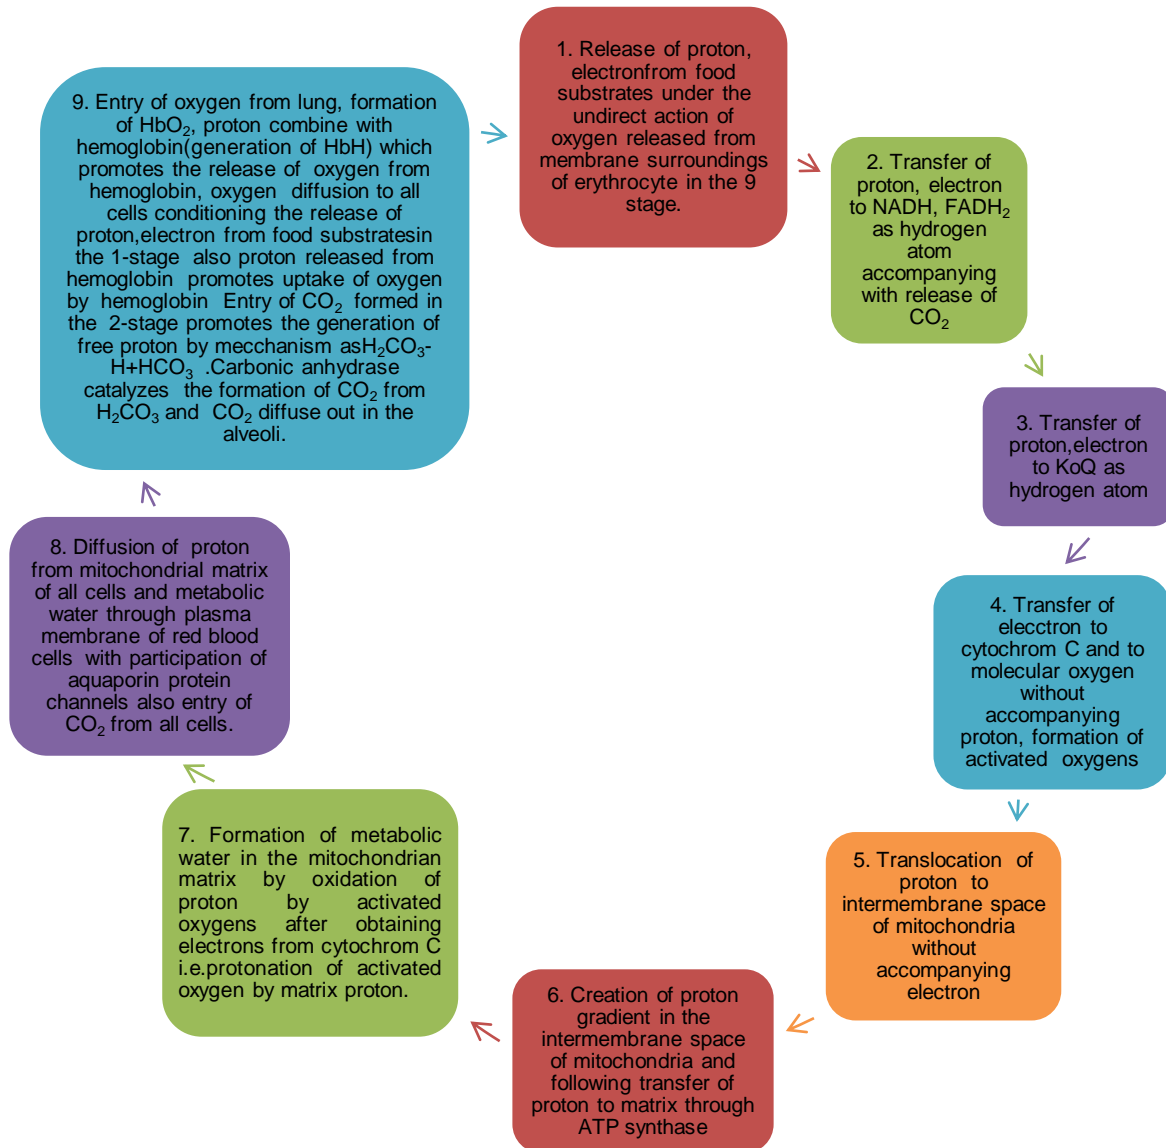 1. Release of proton,
electronfrom food
substrates under the
undirect action of
oxygen released from
membrane surroundings
of erythrocyte in the 9
stage.
2. Transfer of
proton, electron
to NADH, FADH₂
as hydrogen
atom
accompanying
with release of
CO₂
3. Transfer of
proton,electron
to KoQ as
hydrogen atom
4. Transfer of
elecctron to
cytochrom C and to
molecular oxygen
without
accompanying
proton, formation of
activated oxygens
5. Translocation of
proton to
intermembrane space
of mitochondria
without
accompanying
electron
6. Creation of proton
gradient in the
intermembrane space
of mitochondria and
following transfer of
proton to matrix through
ATP synthase
7. Formation of metabolic
water in the mitochondrian
matrix by oxidation of
proton by activated
oxygens after obtaining
electrons from cytochrom C
i.e.protonation of activated
oxygen by matrix proton.
8. Diffusion of proton
from mitochondrial matrix
of all cells and metabolic
water through plasma
membrane of red blood
cells with participation of
aquaporin protein
channels also entry of
CO₂ from all cells.
9. Entry of oxygen from lung, formation
of HbO₂, proton combine with
hemoglobin(generation of HbH) which
promotes the release of oxygen from
hemoglobin, oxygen diffusion to all
cells conditioning the release of
proton,electron from food substratesin
the 1-stage also proton released from
hemoglobin promotes uptake of oxygen
by hemoglobin Entry of CO₂ formed in
the 2-stage promotes the generation of
free proton by mecchanism asH₂CO₃-
H+HCO₃ .Carbonic anhydrase
catalyzes the formation of CO₂ from
H₂CO₃ and CO₂ diffuse out in the
alveoli.